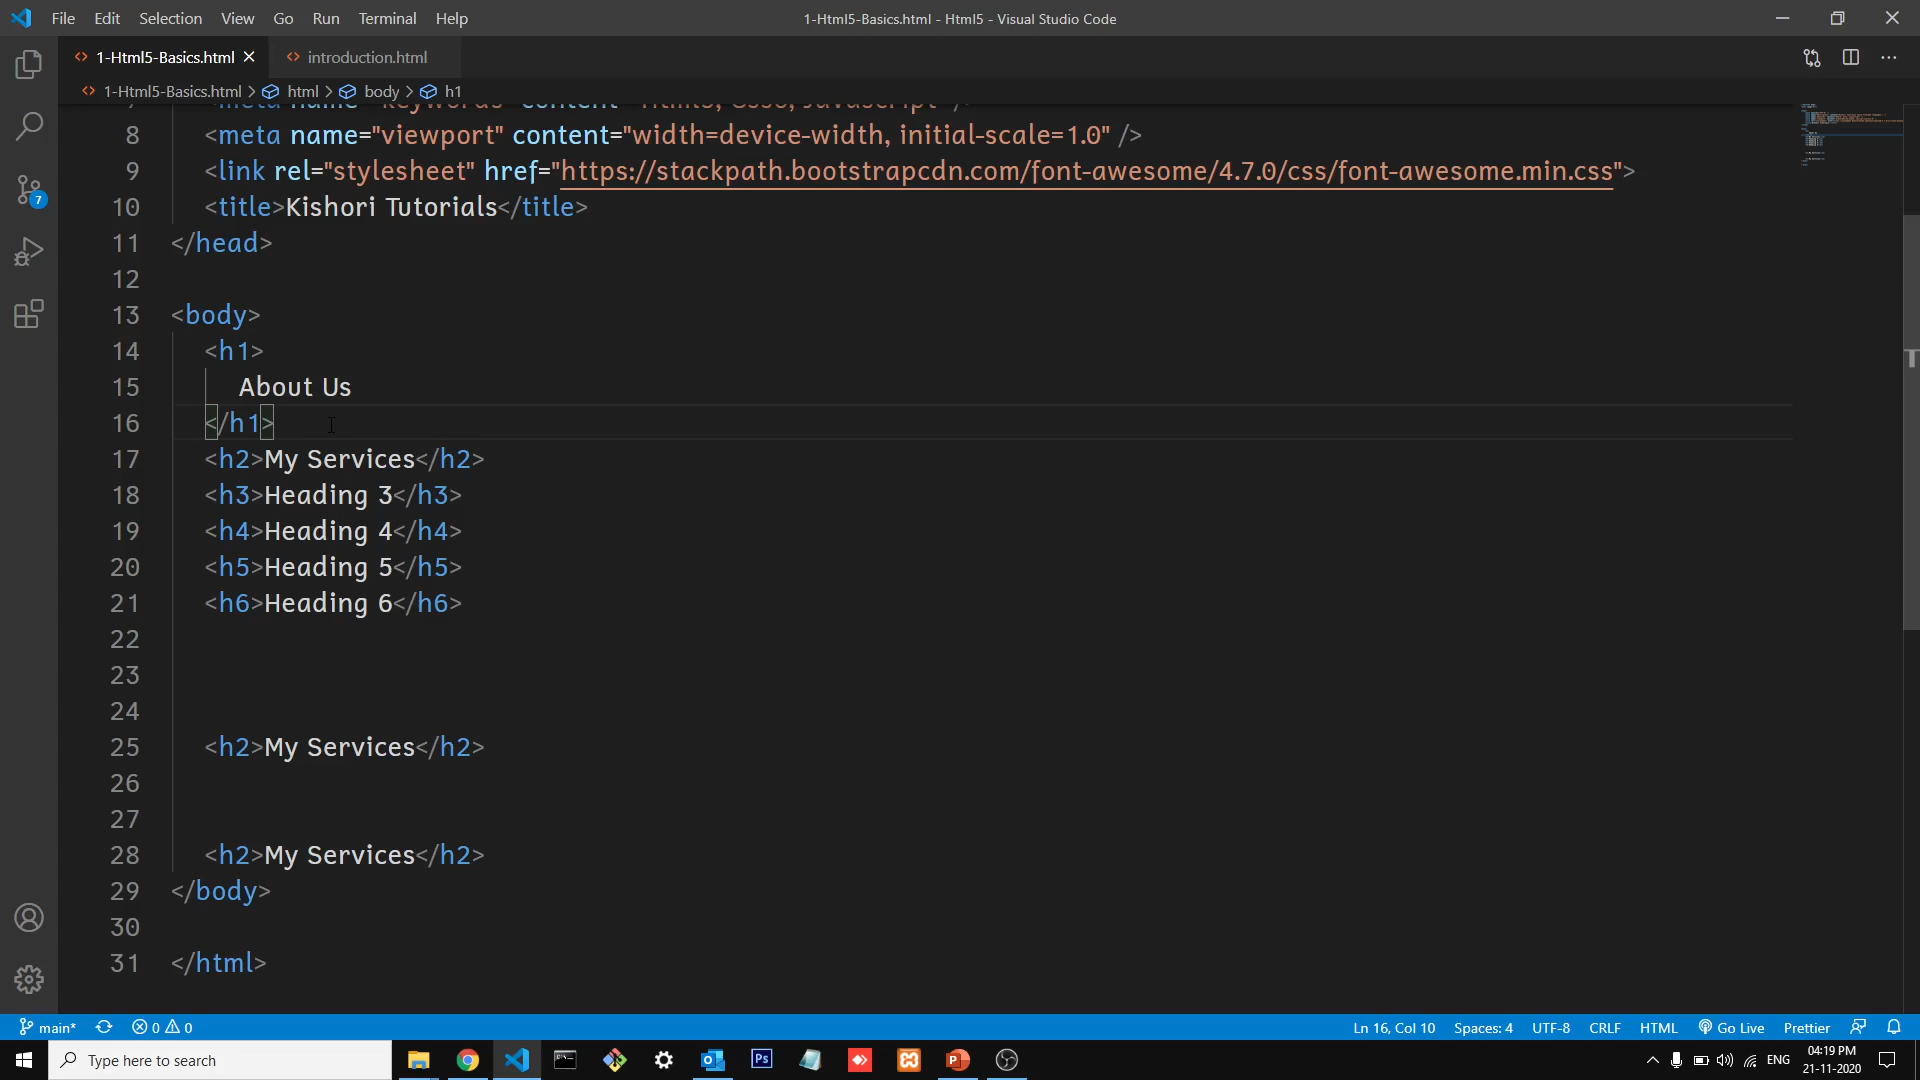 File Edit Selection View Go Run Terminal Help
1-Html5-Basics.html - Html5 - Visual Studio Code
1-Html5-Basics.html introduction.html
1-Html5-Basics.html > html > body > h1
8 <meta name="viewport" content="width=device-width, initial-scale=1.0" />
9 <link rel="stylesheet" href="https://stackpath.bootstrapcdn.com/font-awesome/4.7.0/css/font-awesome.min.css">
10 <title>Kishori Tutorials</title>
11 </head>
12
13 <body>
14 <h1>
15 About Us
16 </h1>
17 <h2>My Services</h2>
18 <h3>Heading 3</h3>
19 <h4>Heading 4</h4>
20 <h5>Heading 5</h5>
21 <h6>Heading 6</h6>
22
23
24
25 <h2>My Services</h2>
26
27
28 <h2>My Services</h2>
29 </body>
30
31 </html>
7
main* 0 0 Ln 16, Col 10 Spaces: 4 UTF-8 CRLF HTML Go Live Prettier
Type here to search
Ps
ENG
04:19 PM
21-11-2020